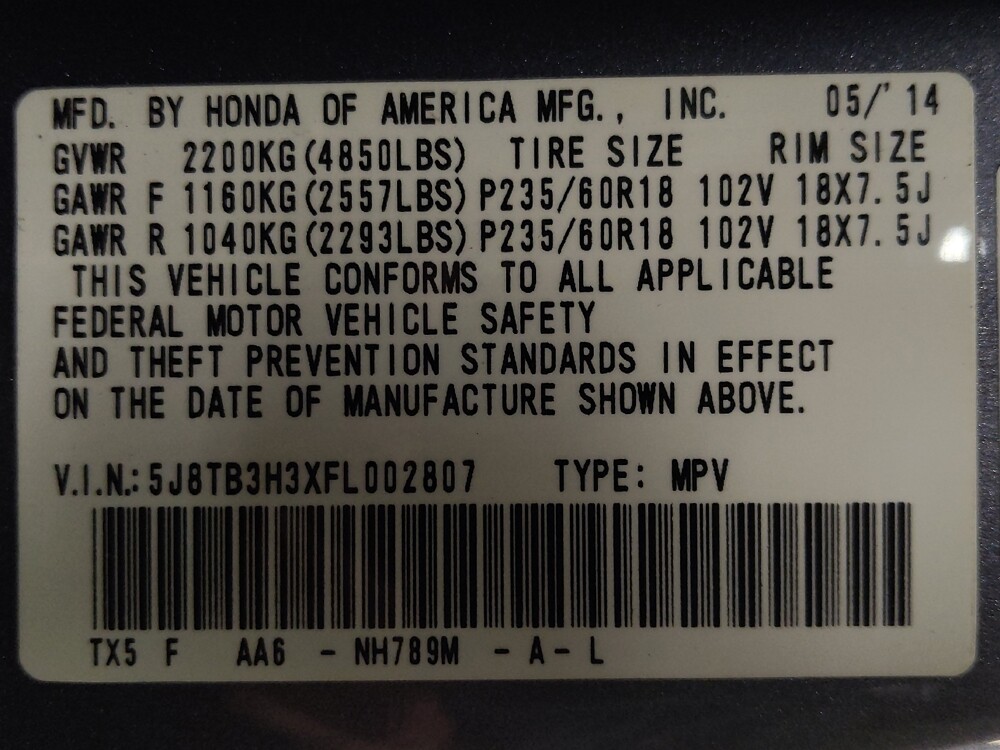 MFD. BY HONDA OF AMERICA MFG., INC. 05/'14
GVWR 2200KG(4850LBS) TIRE SIZE RIM SIZE
GAWR F 1160KG(2557LBS) P235/60R18 102V 18X7.5J
GAWR R 1040KG(2293LBS) P235/60R18 102V 18X7.5J
THIS VEHICLE CONFORMS TO ALL APPLICABLE
FEDERAL MOTOR VEHICLE SAFETY
AND THEFT PREVENTION STANDARDS IN EFFECT
ON THE DATE OF MANUFACTURE SHOWN ABOVE.
V.I.N.: 5J8TB3H3XFL002807 TYPE: MPV
TX5 F AA6 - NH789M - A - L